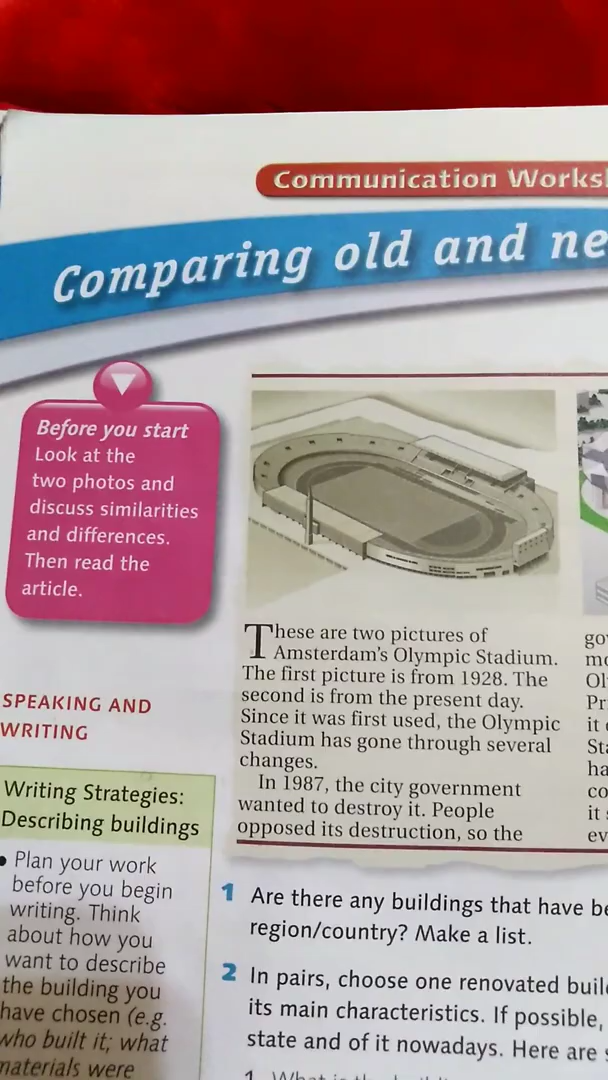 Communication
Comparing old and
Before you start
Look at the
two photos and
discuss similarities
and differences.
Then read the
article.
These are two pictures of
Amsterdam's Olympic Stadium.
The first picture is from 1928. The
second is from the present day.
Since it was first used, the Olympic
Stadium has gone through several
changes.
In 1987, the city government
wanted to destroy it. People
opposed its destruction, so the
SPEAKING AND
WRITING
Writing Strategies:
Describing buildings
• Plan your work
before you begin
writing. Think
about how you
want to describe
the building you
have chosen (e.g.
who built it; what
materials were
1 Are there any buildings that have
region/country? Make a list.
2 In pairs, choose one renovated
its main characteristics. If possible,
state and of it nowadays. Here are